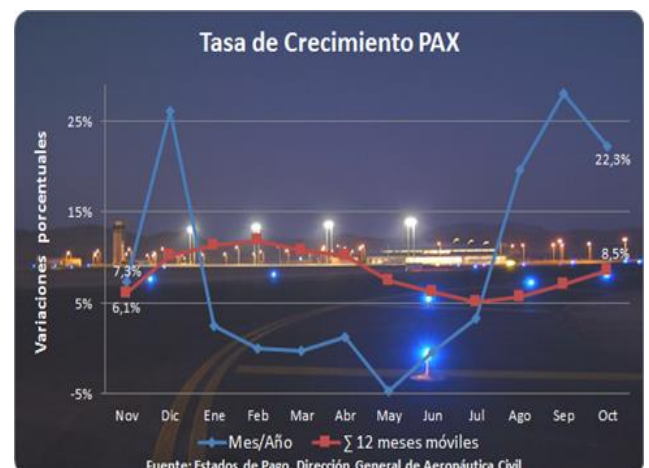 Tasa de Crecimiento PAX
Variaciones porcentuales
25%
15%
5%
-5%
7,3%
6,1%
22,3%
8,5%
Nov Dic Ene Feb Mar Abr May Jun Jul Ago Sep Oct
Mes/Año ∑ 12 meses móviles
Fuente: Estados de Pago, Dirección General de Aeronáutica Civil